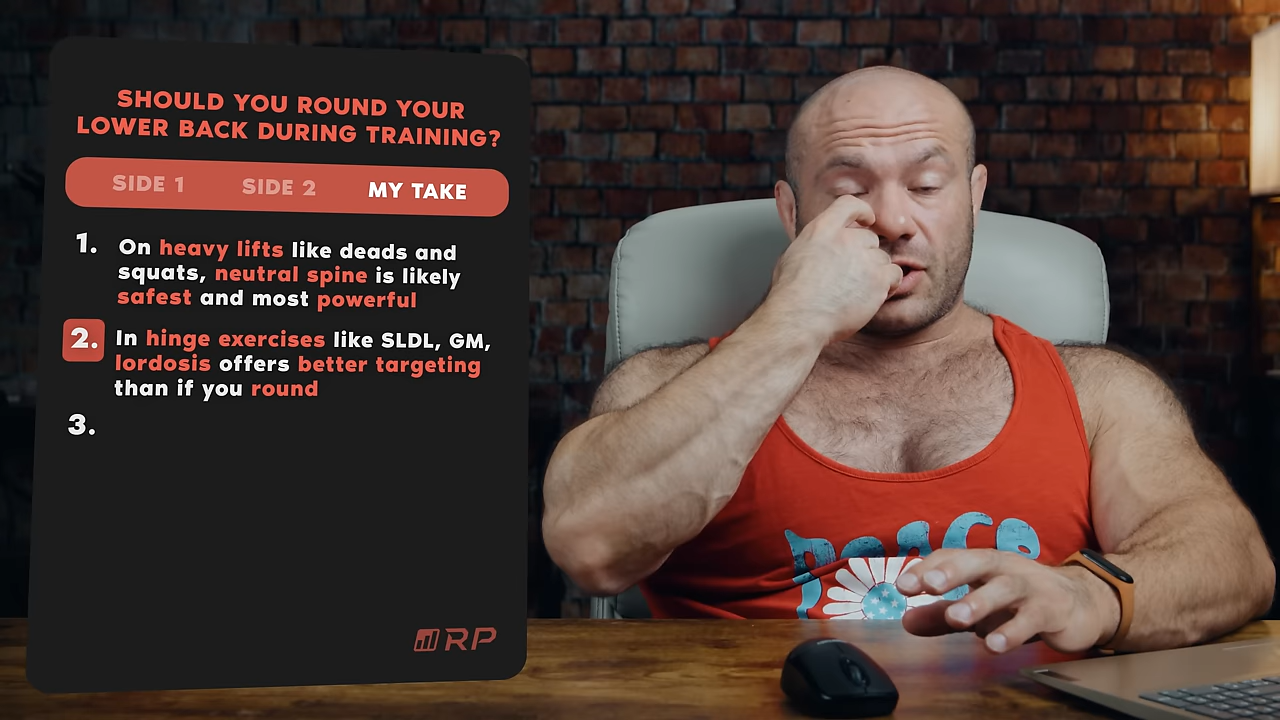 SHOULD YOU ROUND YOUR
LOWER BACK DURING TRAINING?
SIDE 1 SIDE 2 MY TAKE
1. On heavy lifts like deads and
squats, neutral spine is likely
safest and most powerful
2. In hinge exercises like SLDL, GM,
lordosis offers better targeting
than if you round
3.
RP
Peace